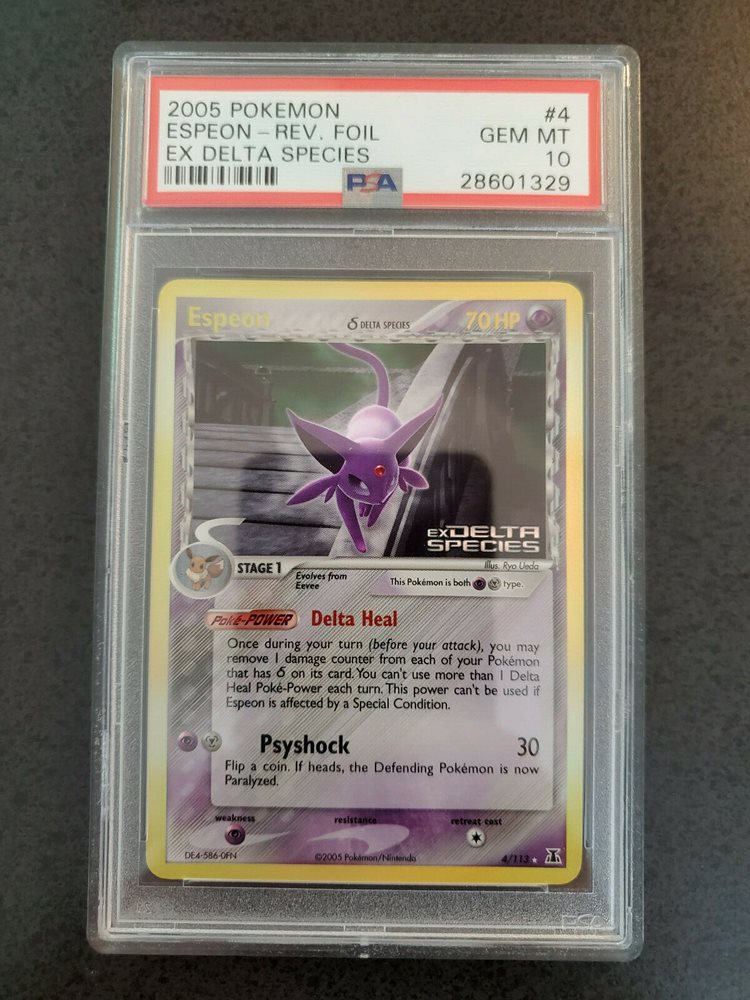 2005 POKEMON #4
ESPEON - REV. FOIL GEM MT
EX DELTA SPECIES 10
PSA 28601329
Espeon δ DELTA SPECIES 70 HP
EX DELTA
SPECIES
Illus. Ryo Ueda
STAGE 1 Evolves from
Eevee
This Pokémon is both type.
Poké-POWER Delta Heal
Once during your turn (before your attack), you may
remove 1 damage counter from each of your Pokémon
that has δ on its card. You can't use more than 1 Delta
Heal Poké-Power each turn. This power can't be used if
Espeon is affected by a Special Condition.
Psyshock 30
Flip a coin. If heads, the Defending Pokémon is now
Paralyzed.
weakness resistance retreat cost
DE4-586-0FN ©2005 Pokémon/Nintendo 4/113 ★
PSA